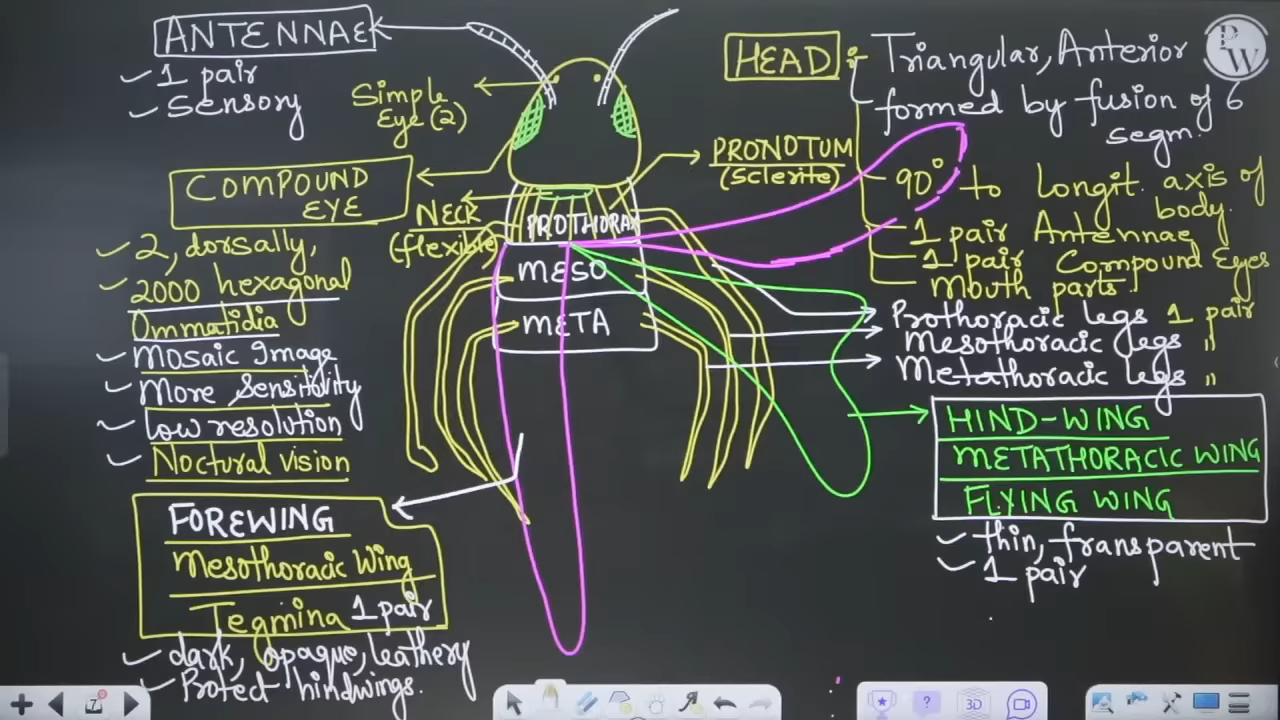 ANTENNAE
1 pair
Sensory
Simple
Eye (2)
COMPOUND
EYE
2, dorsally,
2000 hexagonal
Ommatidia
Mosaic Image
More sensitivity
low resolution
Noctural vision
FOREWING
Mesothoracic Wing
Tegmina 1 pair
dark, opaque, leathery
Protect hindwings.
NECK
(flexible)
PROTHORAX
MESO
META
PRONOTUM
(Sclerite)
HEAD :
Triangular, Anterior
formed by fusion of 6
segm.
90° to Longit. axis of
body.
1 pair Antennae
1 pair Compound Eyes
Mouth parts
Prothoracic legs 1 pair
Mesothoracic legs "
Metathoracic legs "
HIND-WING
METATHORACIC WING
FLYING WING
thin, transparent
1 pair
PW
7
3D